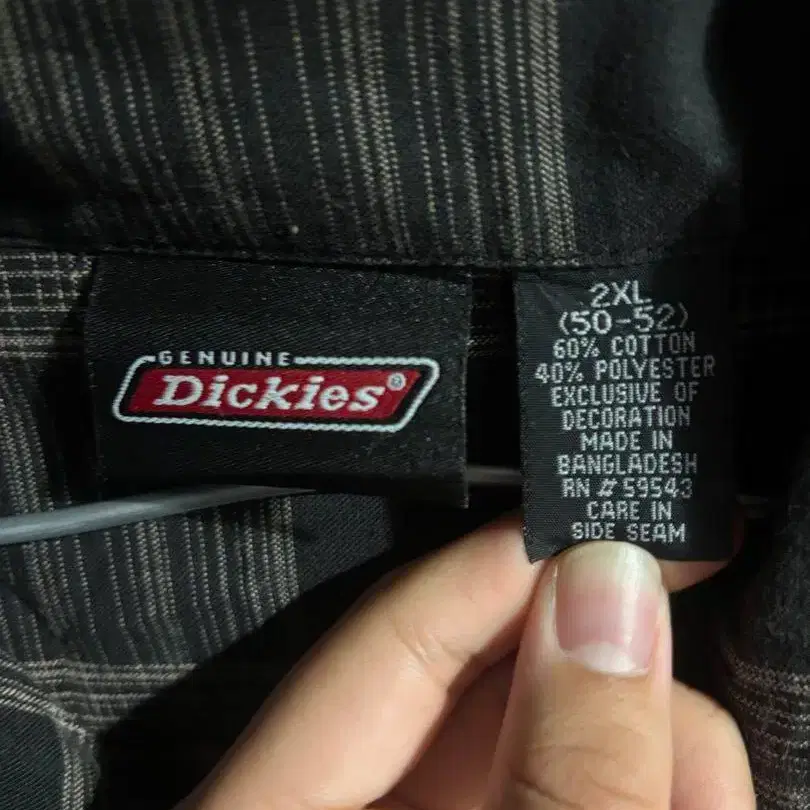 GENUINE
Dickies®
2XL
(50-52)
60% COTTON
40% POLYESTER
EXCLUSIVE OF
DECORATION
MADE IN
BANGLADESH
RN # 59543
CARE IN
SIDE SEAM